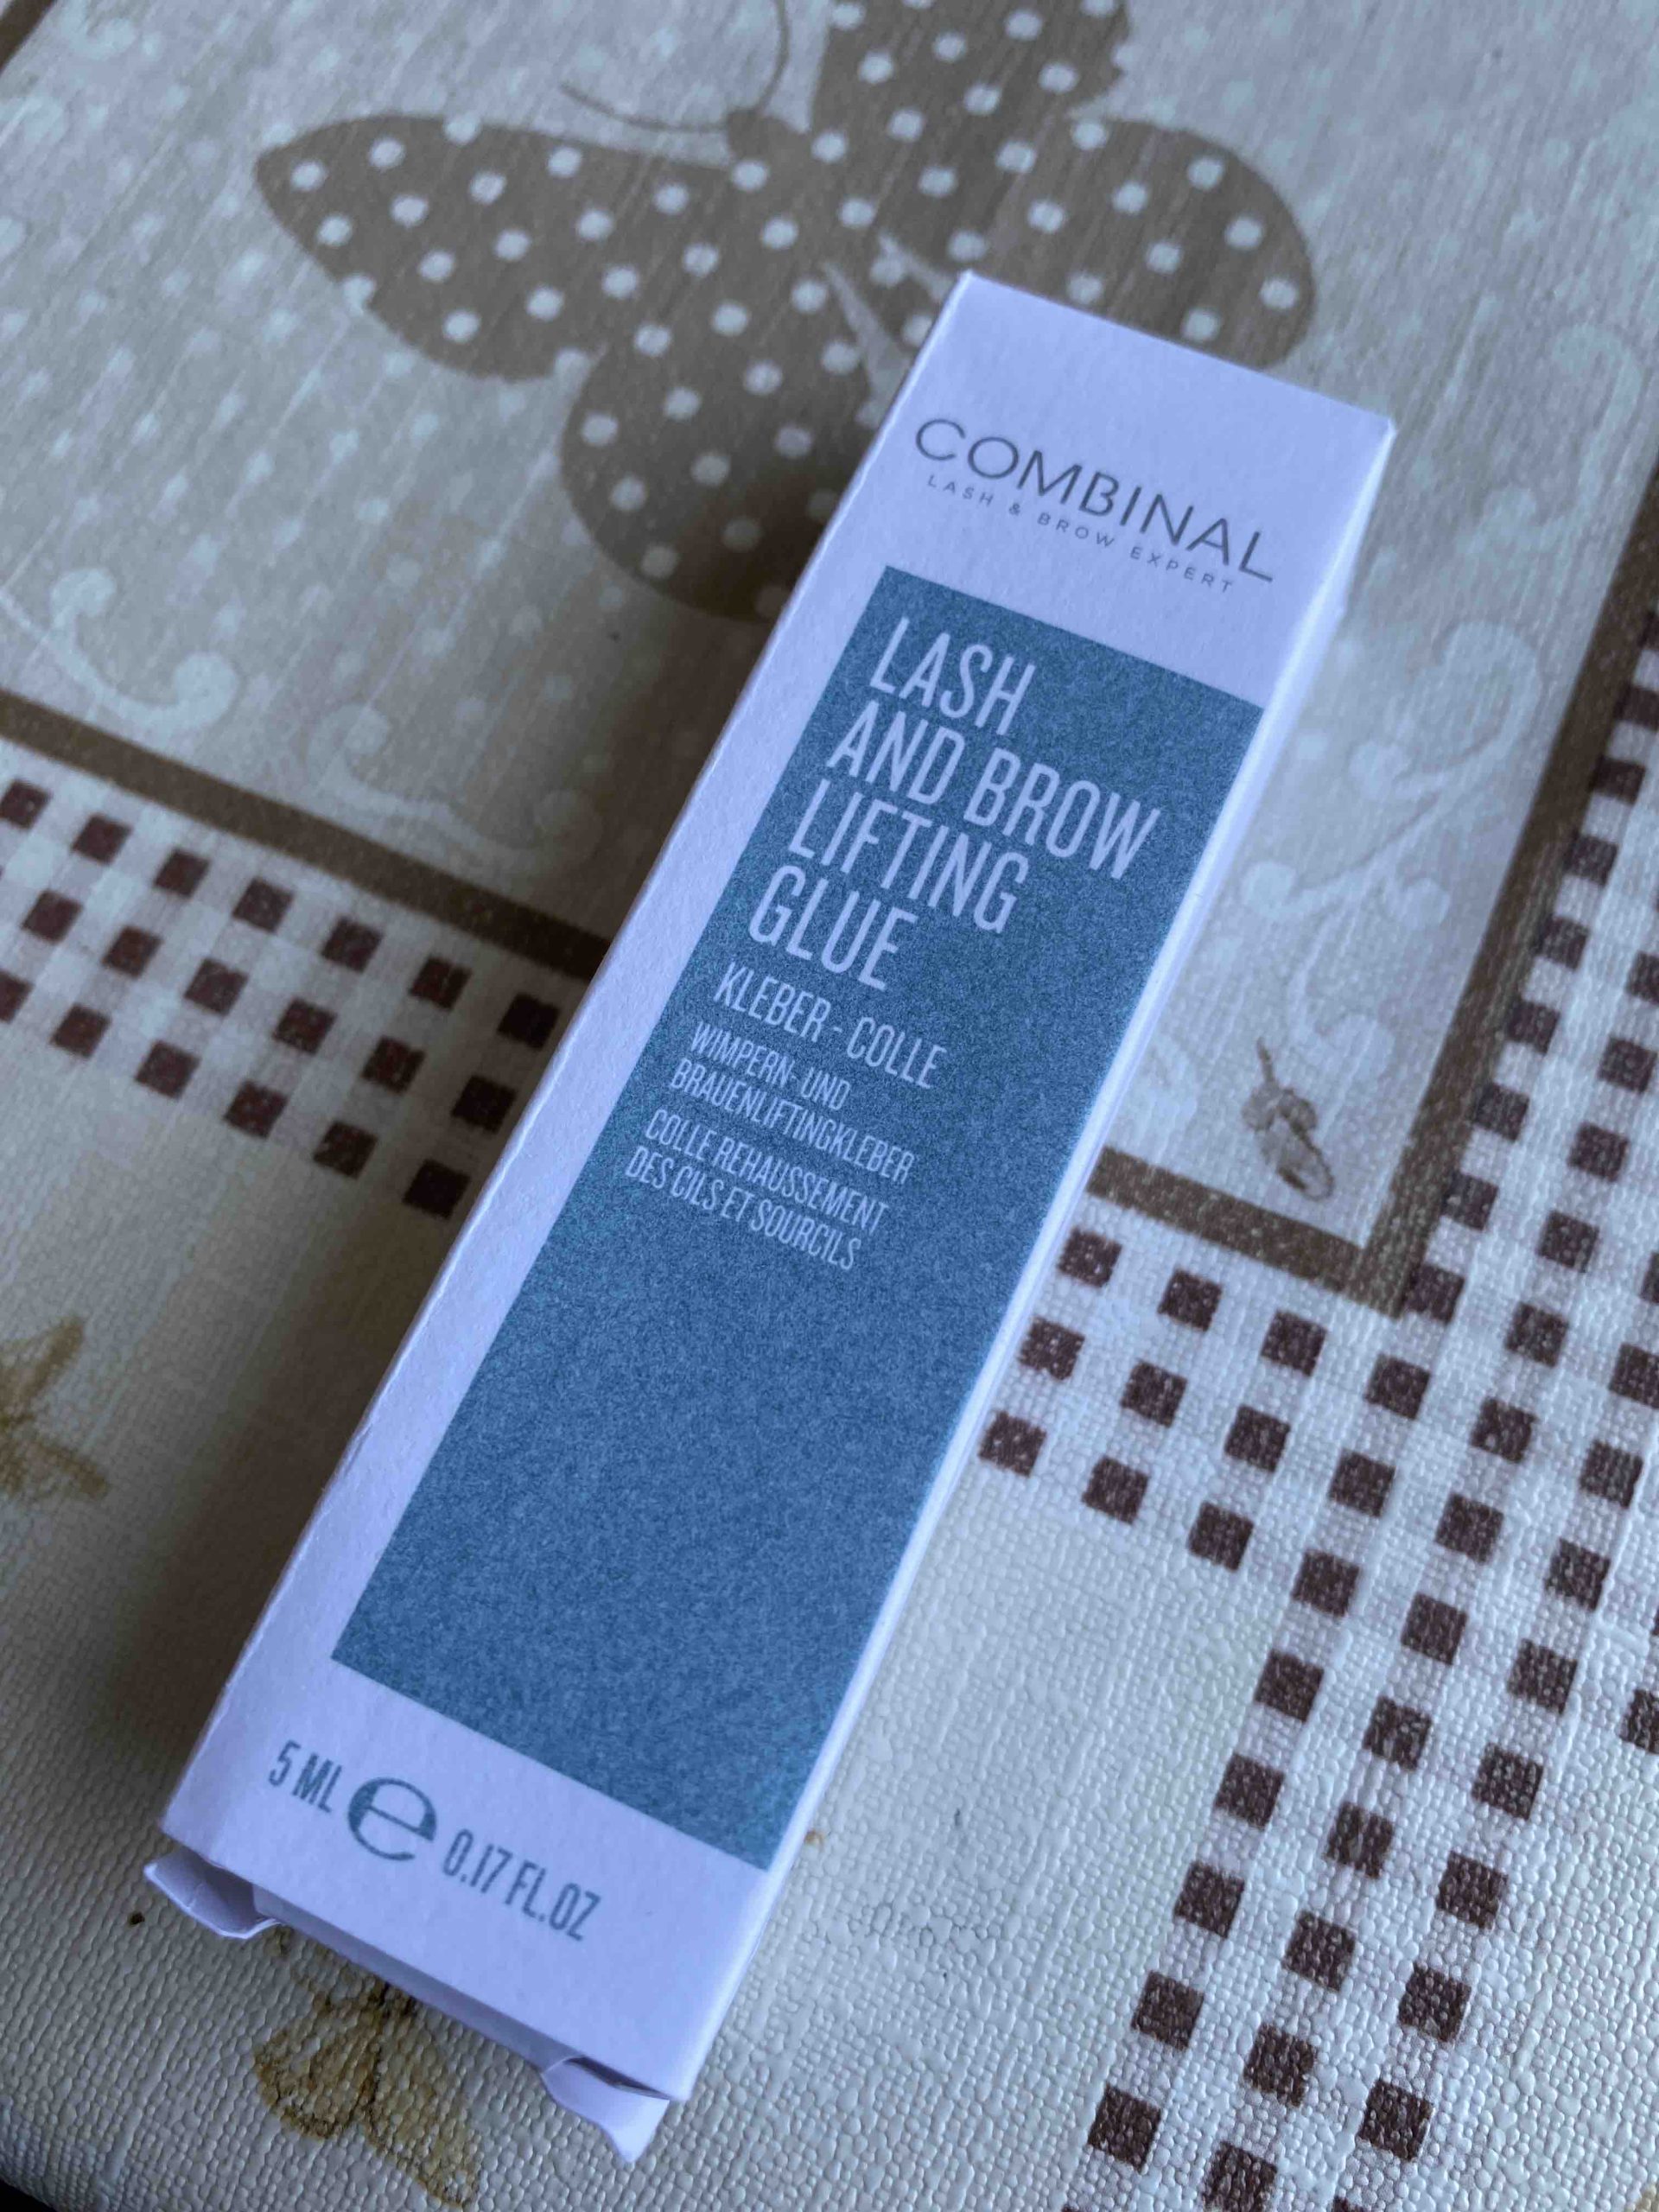 COMBINAL
LASH & BROW EXPERT
LASH
AND BROW
LIFTING
GLUE
KLEBER - COLLE
WIMPERN- UND
BRAUENLIFTINGKLEBER
COLLE REHAUSSEMENT
DES CILS ET SOURCILS
5 ML e 0.17 FL.OZ